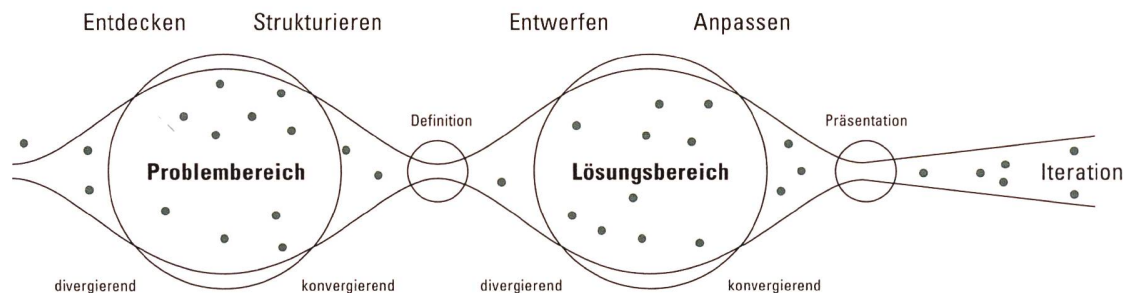 Entdecken
Strukturieren
Entwerfen
Anpassen
Definition
Präsentation
Problembereich
Lösungsbereich
Iteration
divergierend
konvergierend
divergierend
konvergierend